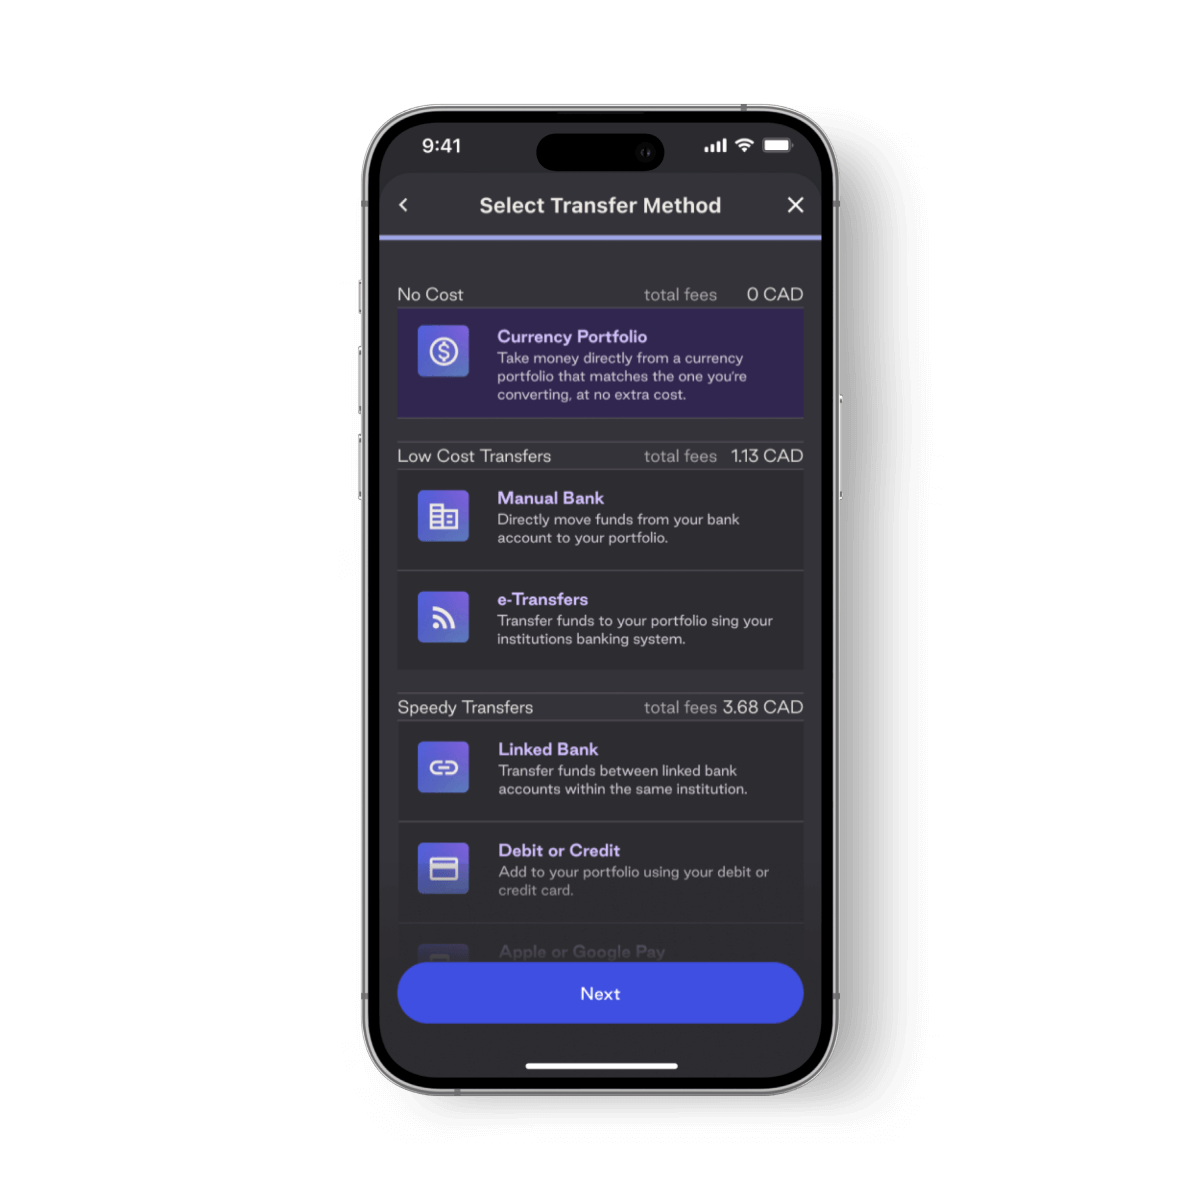 9:41
Select Transfer Method
No Cost total fees 0 CAD
Currency Portfolio
Take money directly from a currency
portfolio that matches the one you're
converting, at no extra cost.
Low Cost Transfers total fees 1.13 CAD
Manual Bank
Directly move funds from your bank
account to your portfolio.
e-Transfers
Transfer funds to your portfolio sing your
institutions banking system.
Speedy Transfers total fees 3.68 CAD
Linked Bank
Transfer funds between linked bank
accounts within the same institution.
Debit or Credit
Add to your portfolio using your debit or
credit card.
Apple or Google Pay
Next